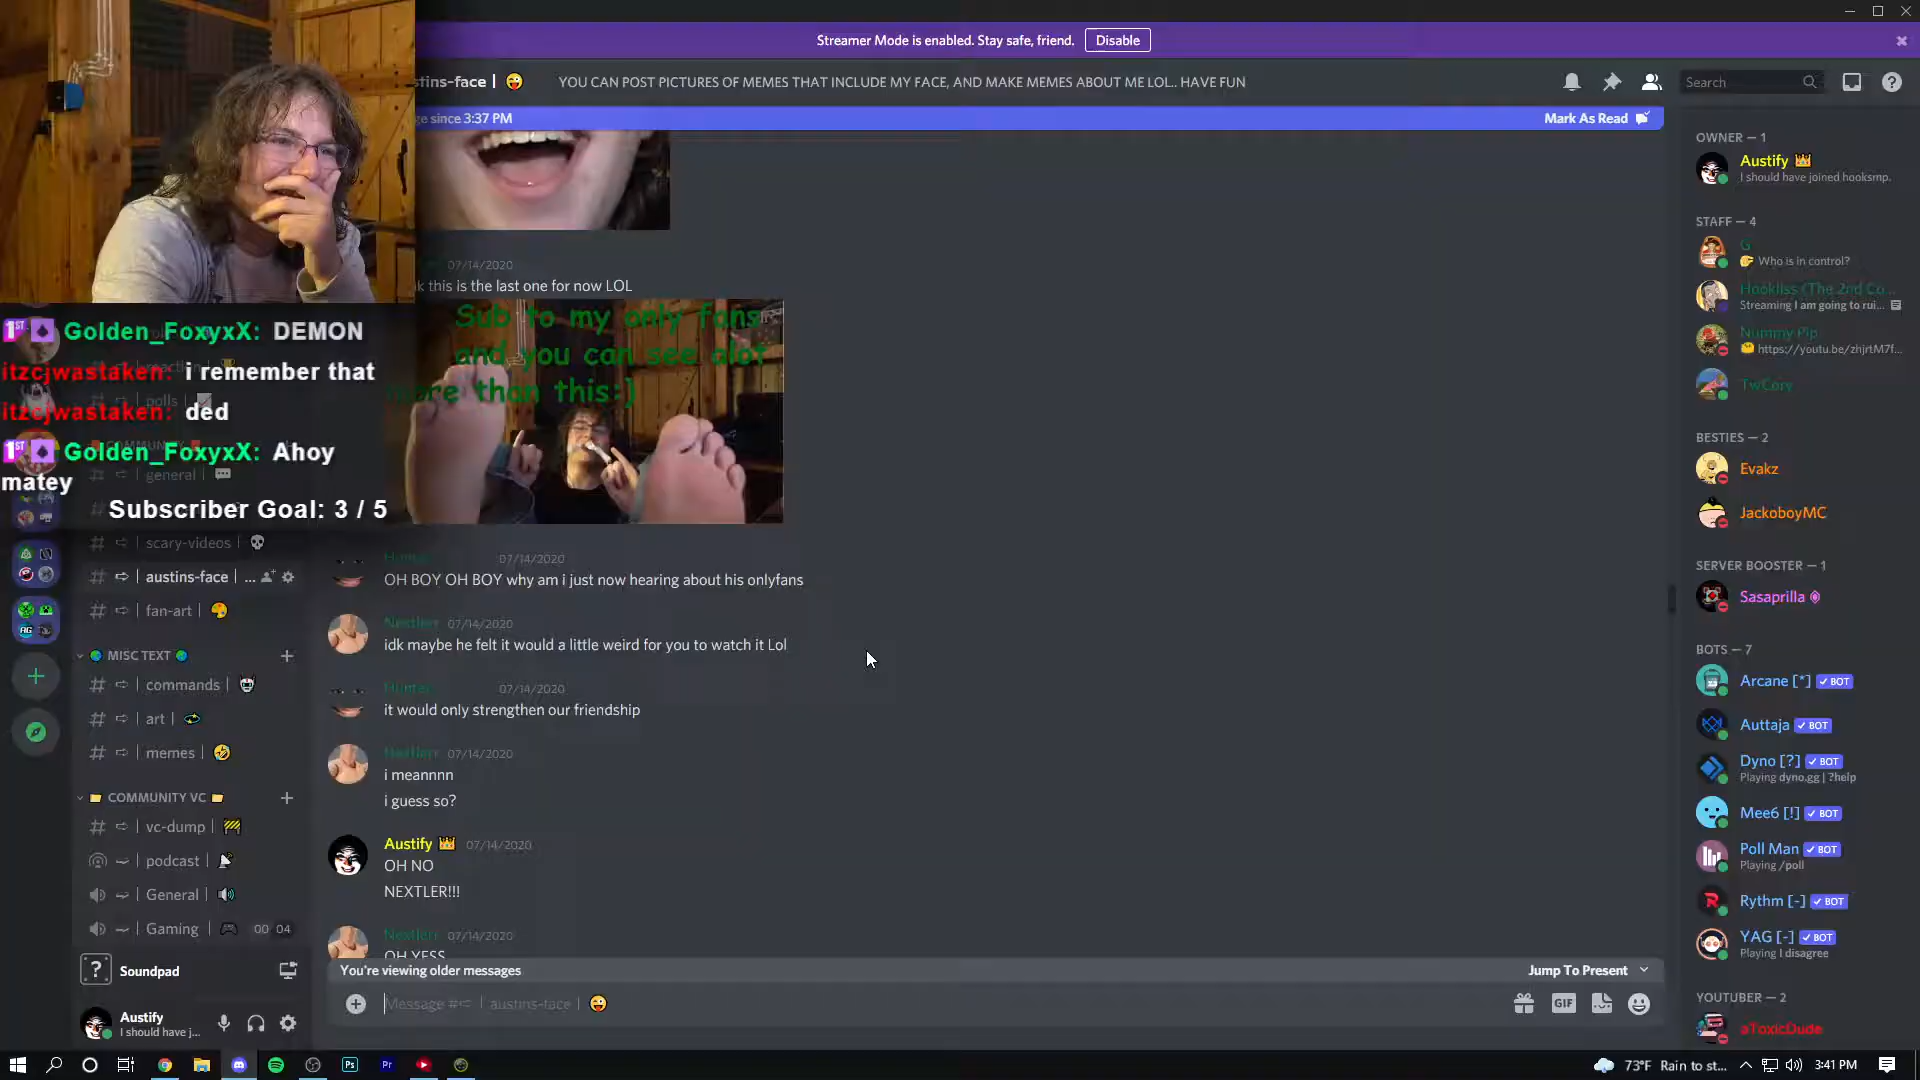 Streamer Mode is enabled. Stay safe, friend.
Disable
stins-face |
YOU CAN POST PICTURES OF MEMES THAT INCLUDE MY FACE, AND MAKE MEMES ABOUT ME LOL.. HAVE FUN
Search
since 3:37 PM
Mark As Read
07/14/2020
this is the last one for now LOL
Sub to my only fans
and you can see alot
more than this:)
Golden_FoxyxX: DEMON
itzcjwastaken: i remember that
itzcjwastaken: ded
Golden_FoxyxX: Ahoy
matey
Subscriber Goal: 3 / 5
polls
general
scary-videos
austins-face | ...
fan-art
MISC TEXT
commands
art
memes
COMMUNITY VC
vc-dump
podcast
General
Gaming
00 04
Soundpad
Austify
I should have j...
Hunter 07/14/2020
OH BOY OH BOY why am i just now hearing about his onlyfans
Nextlerr 07/14/2020
idk maybe he felt it would a little weird for you to watch it Lol
Hunter 07/14/2020
it would only strengthen our friendship
Nextlerr 07/14/2020
i meannnn
i guess so?
Austify 07/14/2020
OH NO
NEXTLER!!!
Nextlerr 07/14/2020
OH YESS
You're viewing older messages
Jump To Present
Message # | austins-face |
GIF
OWNER — 1
Austify
I should have joined hooksmp.
STAFF — 4
G
Who is in control?
Hookliss (The 2nd Co...
Streaming I am going to rui...
Nummy Pip
https://youtu.be/zhjrtM7f...
TwCory
BESTIES — 2
Evakz
JackoboyMC
SERVER BOOSTER — 1
Sasaprilla
BOTS — 7
Arcane [*] BOT
Auttaja BOT
Dyno [?] BOT
Playing dyno.gg | ?help
Mee6 [!] BOT
Poll Man BOT
Playing /poll
Rythm [-] BOT
YAG [-] BOT
Playing I disagree
YOUTUBER — 2
aToxicDude
73°F Rain to st...
3:41 PM